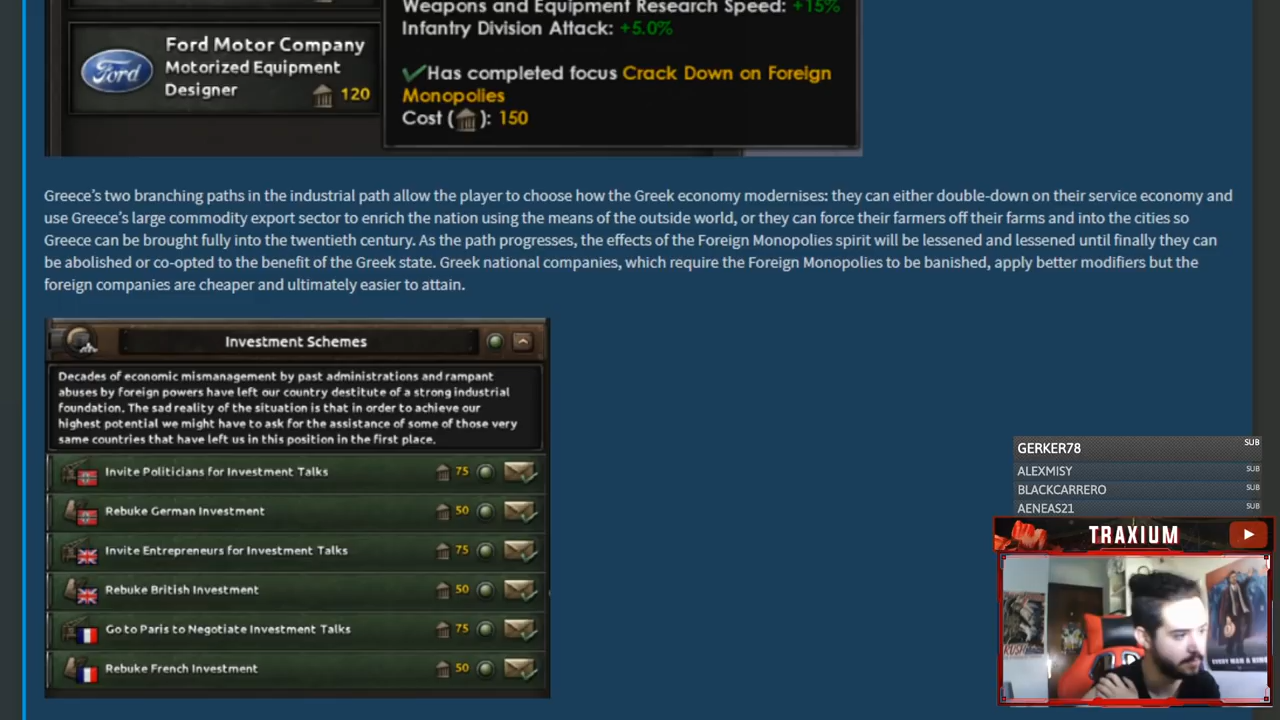 Weapons and Equipment Research Speed: +15%
Infantry Division Attack: +5.0%
Ford Motor Company
Motorized Equipment
Designer
120
Ford
Has completed focus Crack Down on Foreign
Monopolies
Cost ( ): 150
Greece's two branching paths in the industrial path allow the player to choose how the Greek economy modernises: they can either double-down on their service economy and
use Greece's large commodity export sector to enrich the nation using the means of the outside world, or they can force their farmers off their farms and into the cities so
Greece can be brought fully into the twentieth century. As the path progresses, the effects of the Foreign Monopolies spirit will be lessened and lessened until finally they can
be abolished or co-opted to the benefit of the Greek state. Greek national companies, which require the Foreign Monopolies to be banished, apply better modifiers but the
foreign companies are cheaper and ultimately easier to attain.
Investment Schemes
Decades of economic mismanagement by past administrations and rampant
abuses by foreign powers have left our country destitute of a strong industrial
foundation. The sad reality of the situation is that in order to achieve our
highest potential we might have to ask for the assistance of some of those very
same countries that have left us in this position in the first place.
Invite Politicians for Investment Talks 75
Rebuke German Investment 50
Invite Entrepreneurs for Investment Talks 75
Rebuke British Investment 50
Go to Paris to Negotiate Investment Talks 75
Rebuke French Investment 50
GERKER78 SUB
ALEXMISY SUB
BLACKCARRERO SUB
AENEAS21 SUB
TRAXIUM
EVERY MAN A KING